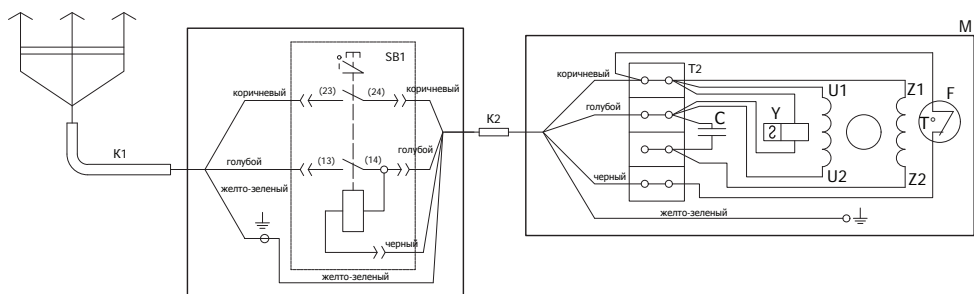 M
SB1
T2
коричневый
U1
Z1
F
коричневый
(23)
(24)
коричневый
голубой
C
Y
T°
K2
K1
голубой
(13)
(14)
голубой
черный
U2
Z2
желто-зеленый
желто-зеленый
черный
желто-зеленый